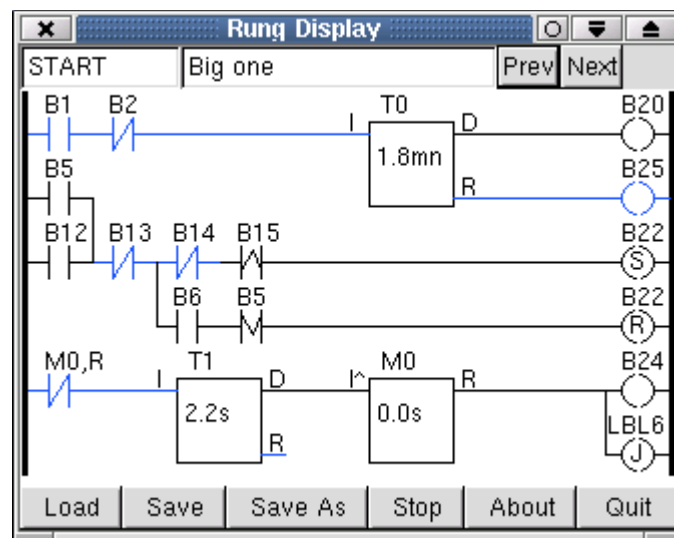 Rung Display
START Big one Prev Next
B1 B2 T0 B20
I D
1.8mn
B5 R B25
B12 B13 B14 B15 B22
S
B6 B5 B22
R
M0,R T1 M0 B24
I D I^ R
2.2s 0.0s LBL6
R J
Load Save Save As Stop About Quit